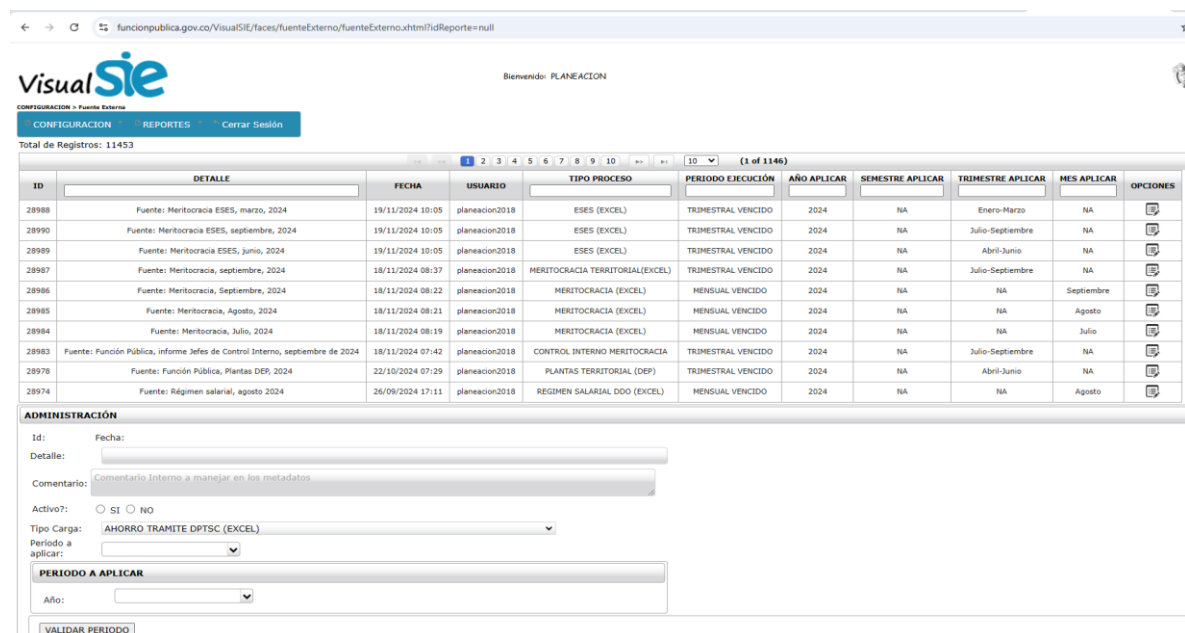 funcionpublica.gov.co/VisualSIE/faces/fuenteExterno/fuenteExterno.xhtml?idReporte=null
Visual SIE
Bienvenido: PLANEACION
CONFIGURACION > Fuente Externa
CONFIGURACION REPORTES Cerrar Sesión
Total de Registros: 11453
1 2 3 4 5 6 7 8 9 10 10 (1 of 1146)
ID DETALLE FECHA USUARIO TIPO PROCESO PERIODO EJECUCIÓN AÑO APLICAR SEMESTRE APLICAR TRIMESTRE APLICAR MES APLICAR OPCIONES
28988 Fuente: Meritocracia ESES, marzo, 2024 19/11/2024 10:05 planeacion2018 ESES (EXCEL) TRIMESTRAL VENCIDO 2024 NA Enero-Marzo NA
28990 Fuente: Meritocracia ESES, septiembre, 2024 19/11/2024 10:05 planeacion2018 ESES (EXCEL) TRIMESTRAL VENCIDO 2024 NA Julio-Septiembre NA
28989 Fuente: Meritocracia ESES, junio, 2024 19/11/2024 10:05 planeacion2018 ESES (EXCEL) TRIMESTRAL VENCIDO 2024 NA Abril-Junio NA
28987 Fuente: Meritocracia, septiembre, 2024 18/11/2024 08:37 planeacion2018 MERITOCRACIA TERRITORIAL(EXCEL) TRIMESTRAL VENCIDO 2024 NA Julio-Septiembre NA
28986 Fuente: Meritocracia, Septiembre, 2024 18/11/2024 08:22 planeacion2018 MERITOCRACIA (EXCEL) MENSUAL VENCIDO 2024 NA NA Septiembre
28985 Fuente: Meritocracia, Agosto, 2024 18/11/2024 08:21 planeacion2018 MERITOCRACIA (EXCEL) MENSUAL VENCIDO 2024 NA NA Agosto
28984 Fuente: Meritocracia, Julio, 2024 18/11/2024 08:19 planeacion2018 MERITOCRACIA (EXCEL) MENSUAL VENCIDO 2024 NA NA Julio
28983 Fuente: Función Pública, informe Jefes de Control Interno, septiembre de 2024 18/11/2024 07:42 planeacion2018 CONTROL INTERNO MERITOCRACIA TRIMESTRAL VENCIDO 2024 NA Julio-Septiembre NA
28978 Fuente: Función Pública, Plantas DEP, 2024 22/10/2024 07:29 planeacion2018 PLANTAS TERRITORIAL (DEP) TRIMESTRAL VENCIDO 2024 NA Abril-Junio NA
28974 Fuente: Régimen salarial, agosto 2024 26/09/2024 17:11 planeacion2018 REGIMEN SALARIAL DDO (EXCEL) MENSUAL VENCIDO 2024 NA NA Agosto
ADMINISTRACIÓN
Id: Fecha:
Detalle:
Comentario: Comentario Interno a manejar en los metadatos
Activo?: SI NO
Tipo Carga: AHORRO TRAMITE DPTSC (EXCEL)
Periodo a
aplicar:
PERIODO A APLICAR
Año:
VALIDAR PERIODO